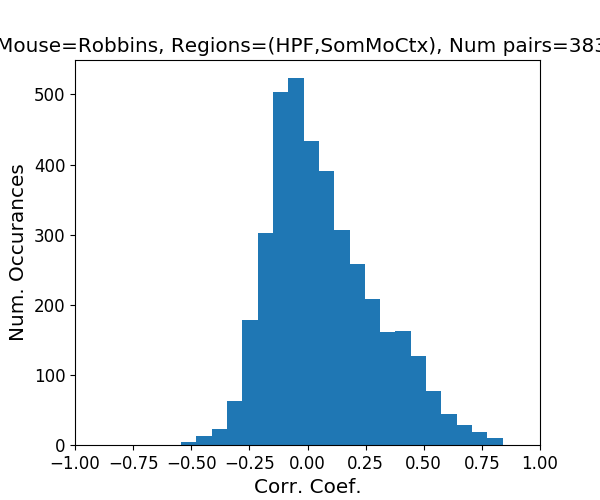 Mouse=Robbins, Regions=(HPF,SomMoCtx), Num pairs=383
Num. Occurances
500
400
300
200
100
0
−1.00 −0.75 −0.50 −0.25 0.00 0.25 0.50 0.75 1.00
Corr. Coef.